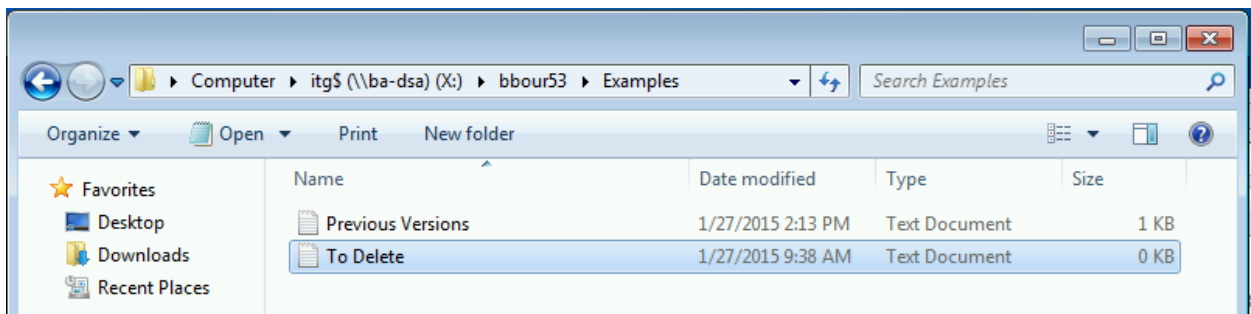 Computer itg$ (\\ba-dsa) (X:) bbour53 Examples Search Examples
Organize Open Print New folder
Favorites Name Date modified Type Size
Desktop Previous Versions 1/27/2015 2:13 PM Text Document 1 KB
Downloads To Delete 1/27/2015 9:38 AM Text Document 0 KB
Recent Places